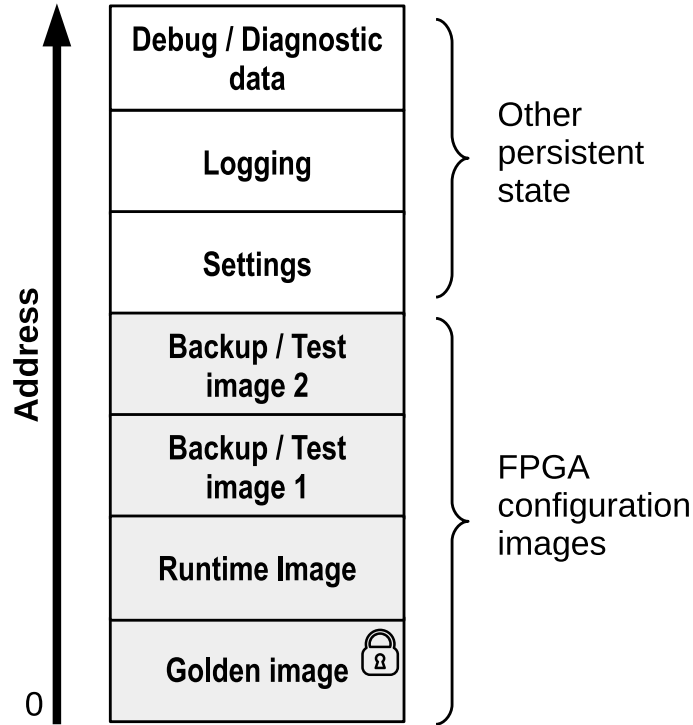 Debug / Diagnostic
data
Logging
Settings
Backup / Test
image 2
Backup / Test
image 1
Runtime Image
Golden image
Other
persistent
state
FPGA
configuration
images
Address
0